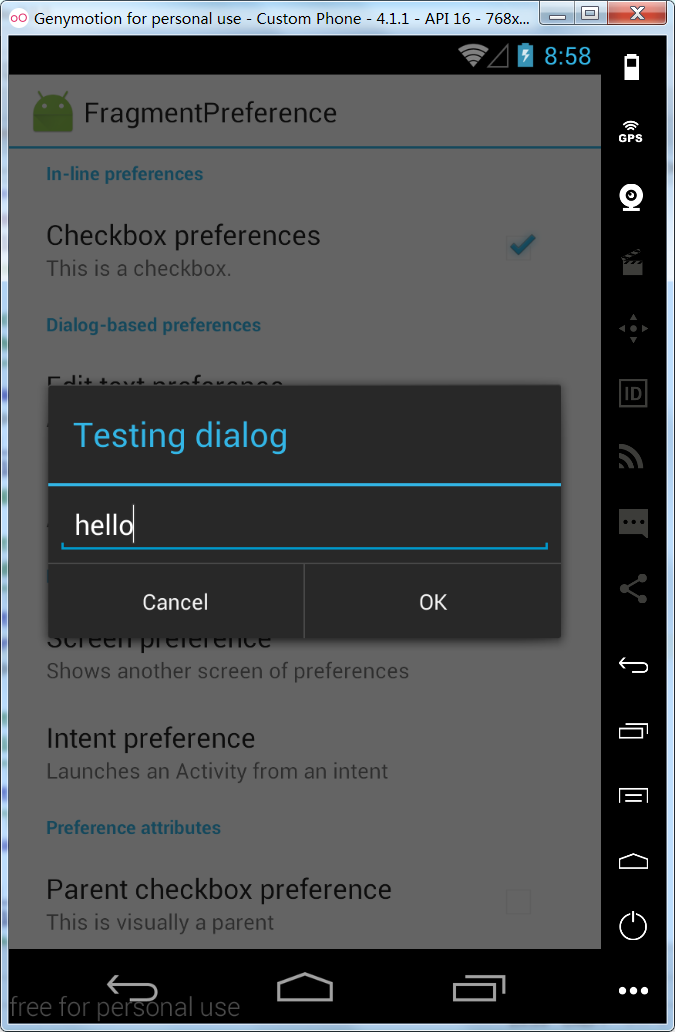 Genymotion for personal use - Custom Phone - 4.1.1 - API 16 - 768x...
8:58
GPS
FragmentPreference
In-line preferences
Checkbox preferences
This is a checkbox.
Dialog-based preferences
Edit text preference
ID
Testing dialog
hello
Cancel
OK
Screen preference
Shows another screen of preferences
Intent preference
Launches an Activity from an intent
Preference attributes
Parent checkbox preference
This is visually a parent
free for personal use